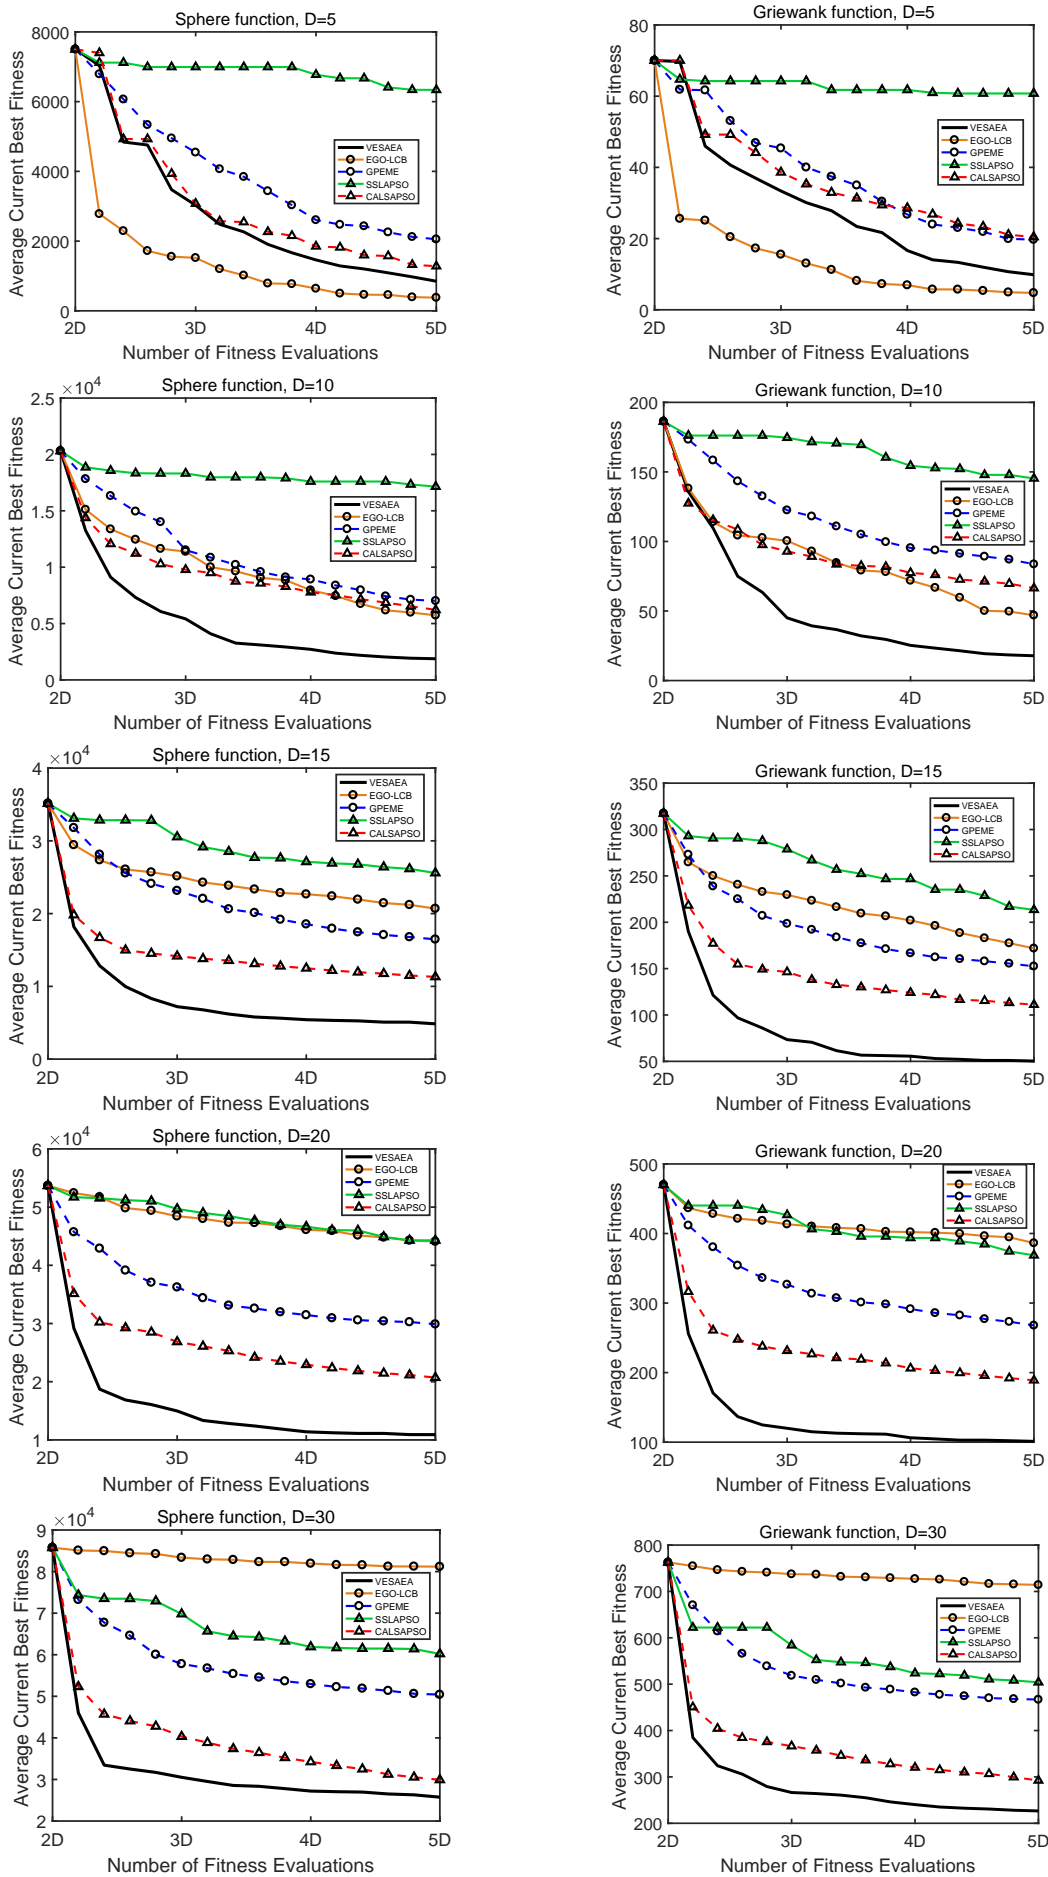 Sphere function, D=5
8000
6000
4000
2000
0
2D 3D 4D 5D
Average Current Best Fitness
Number of Fitness Evaluations
VESAEA
EGO-LCB
GPEME
SSLAPSO
CALSAPSO
Griewank function, D=5
80
60
40
20
0
2D 3D 4D 5D
Average Current Best Fitness
Number of Fitness Evaluations
VESAEA
EGO-LCB
GPEME
SSLAPSO
CALSAPSO
Sphere function, D=10
×10⁴
2.5
2
1.5
1
0.5
0
2D 3D 4D 5D
Average Current Best Fitness
Number of Fitness Evaluations
VESAEA
EGO-LCB
GPEME
SSLAPSO
CALSAPSO
Griewank function, D=10
200
150
100
50
0
2D 3D 4D 5D
Average Current Best Fitness
Number of Fitness Evaluations
VESAEA
EGO-LCB
GPEME
SSLAPSO
CALSAPSO
Sphere function, D=15
×10⁴
4
3
2
1
0
2D 3D 4D 5D
Average Current Best Fitness
Number of Fitness Evaluations
VESAEA
EGO-LCB
GPEME
SSLAPSO
CALSAPSO
Griewank function, D=15
350
300
250
200
150
100
50
2D 3D 4D 5D
Average Current Best Fitness
Number of Fitness Evaluations
VESAEA
EGO-LCB
GPEME
SSLAPSO
CALSAPSO
Sphere function, D=20
×10⁴
6
5
4
3
2
1
2D 3D 4D 5D
Average Current Best Fitness
Number of Fitness Evaluations
VESAEA
EGO-LCB
GPEME
SSLAPSO
CALSAPSO
Griewank function, D=20
500
400
300
200
100
2D 3D 4D 5D
Average Current Best Fitness
Number of Fitness Evaluations
VESAEA
EGO-LCB
GPEME
SSLAPSO
CALSAPSO
Sphere function, D=30
×10⁴
9
8
7
6
5
4
3
2
2D 3D 4D 5D
Average Current Best Fitness
Number of Fitness Evaluations
VESAEA
EGO-LCB
GPEME
SSLAPSO
CALSAPSO
Griewank function, D=30
800
700
600
500
400
300
200
2D 3D 4D 5D
Average Current Best Fitness
Number of Fitness Evaluations
VESAEA
EGO-LCB
GPEME
SSLAPSO
CALSAPSO